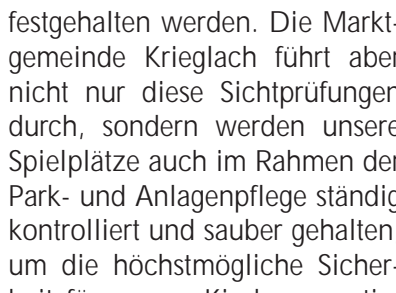 festgehalten werden. Die Markt-
gemeinde Krieglach führt aber
nicht nur diese Sichtprüfungen
durch, sondern werden unsere
Spielplätze auch im Rahmen der
Park- und Anlagenpflege ständig
kontrolliert und sauber gehalten
um die höchstmögliche Sicher-